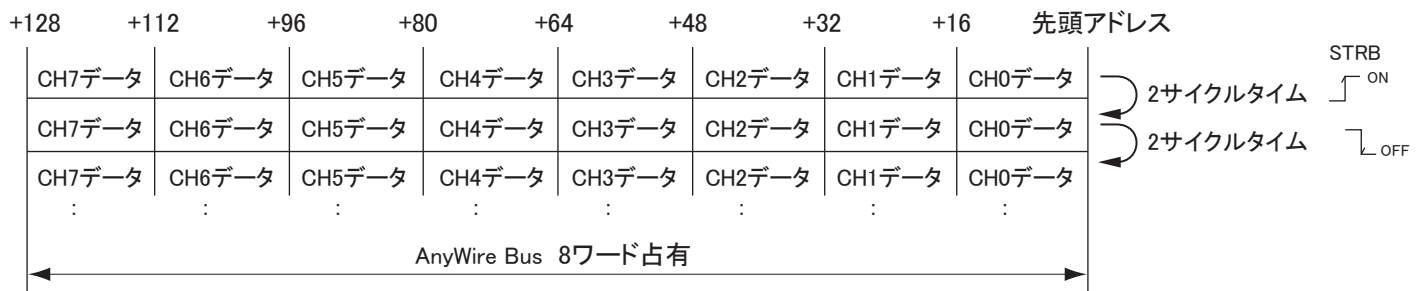 +128 +112 +96 +80 +64 +48 +32 +16 先頭アドレス
STRB
CH7データ CH6データ CH5データ CH4データ CH3データ CH2データ CH1データ CH0データ
2サイクルタイム ON
CH7データ CH6データ CH5データ CH4データ CH3データ CH2データ CH1データ CH0データ
2サイクルタイム OFF
CH7データ CH6データ CH5データ CH4データ CH3データ CH2データ CH1データ CH0データ
: : : : : : : :
AnyWire Bus 8ワード占有